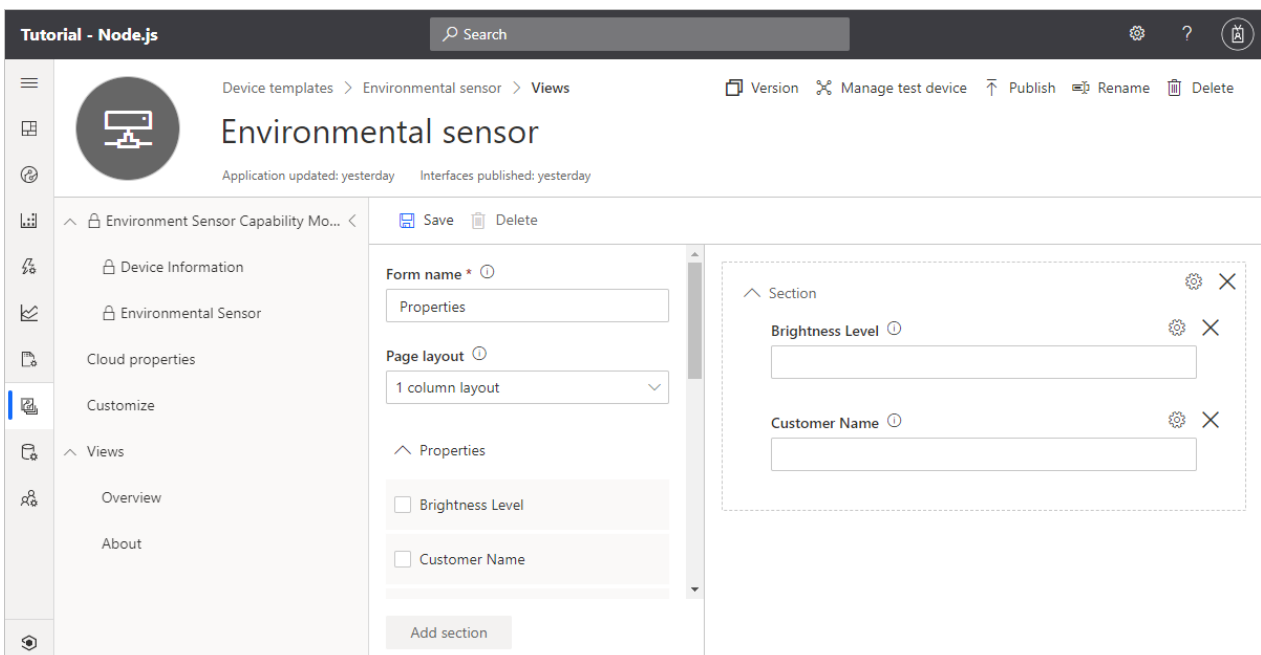 Tutorial - Node.js
Search
?
Device templates > Environmental sensor > Views
Version Manage test device Publish Rename Delete
Environmental sensor
Application updated: yesterday Interfaces published: yesterday
Environment Sensor Capability Mo...
Device Information
Environmental Sensor
Cloud properties
Customize
Views
Overview
About
Save Delete
Form name *
Properties
Page layout
1 column layout
Properties
Brightness Level
Customer Name
Add section
Section
Brightness Level
Customer Name